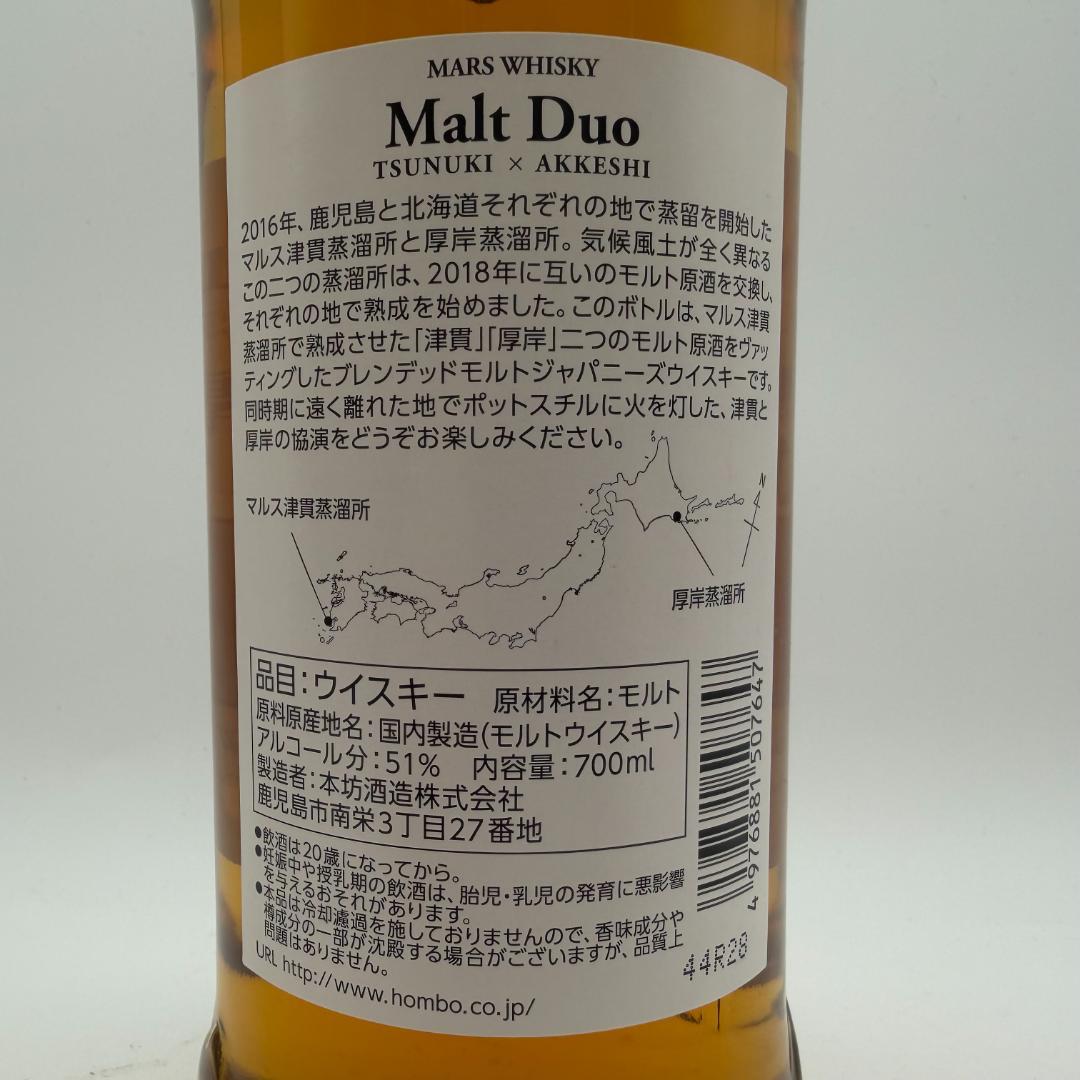 MARS WHISKY
Malt Duo
TSUNUKI × AKKESHI
2016年、鹿児島と北海道それぞれの地で蒸留を開始した
マルス津貫蒸溜所と厚岸蒸溜所。気候風土が全く異なる
この二つの蒸溜所は、2018年に互いのモルト原酒を交換し、
それぞれの地で熟成を始めました。このボトルは、マルス津貫
蒸溜所で熟成させた「津貫」「厚岸」二つのモルト原酒をヴァッ
ティングしたブレンデッドモルトジャパニーズウイスキーです。
同時期に遠く離れた地でポットスチルに火を灯した、津貫と
厚岸の協演をどうぞお楽しみください。
N
マルス津貫蒸溜所
厚岸蒸溜所
品目:ウイスキー 原材料名:モルト
原料原産地名:国内製造(モルトウイスキー)
アルコール分:51% 内容量:700ml
製造者:本坊酒造株式会社
鹿児島市南栄3丁目27番地
●飲酒は20歳になってから。
●妊娠中や授乳期の飲酒は、胎児・乳児の発育に悪影響
を与えるおそれがあります。
●本品は冷却濾過を施しておりませんので、香味成分や
樽成分の一部が沈殿する場合がございますが、品質上
問題はありません。
URL http://www.hombo.co.jp/
4 976881 507647
44R28